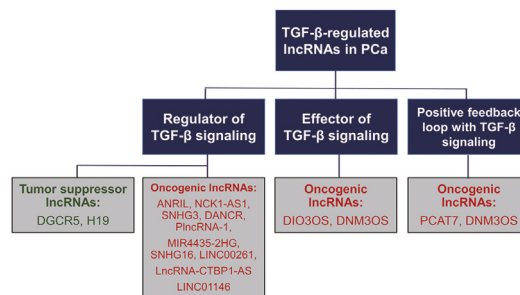 TGF-β-regulated
lncRNAs in PCa
Regulator of
TGF-β signaling
Effector of
TGF-β signaling
Positive feedback
loop with TGF-β
signaling
Tumor suppressor
lncRNAs:
DGCR5, H19
Oncogenic lncRNAs:
ANRIL, NCK1-AS1,
SNHG3, DANCR,
PlncRNA-1,
MIR4435-2HG,
SNHG16, LINC00261,
LncRNA-CTBP1-AS
LINC01146
Oncogenic
lncRNAs:
DIO3OS, DNM3OS
Oncogenic
lncRNAs:
PCAT7, DNM3OS